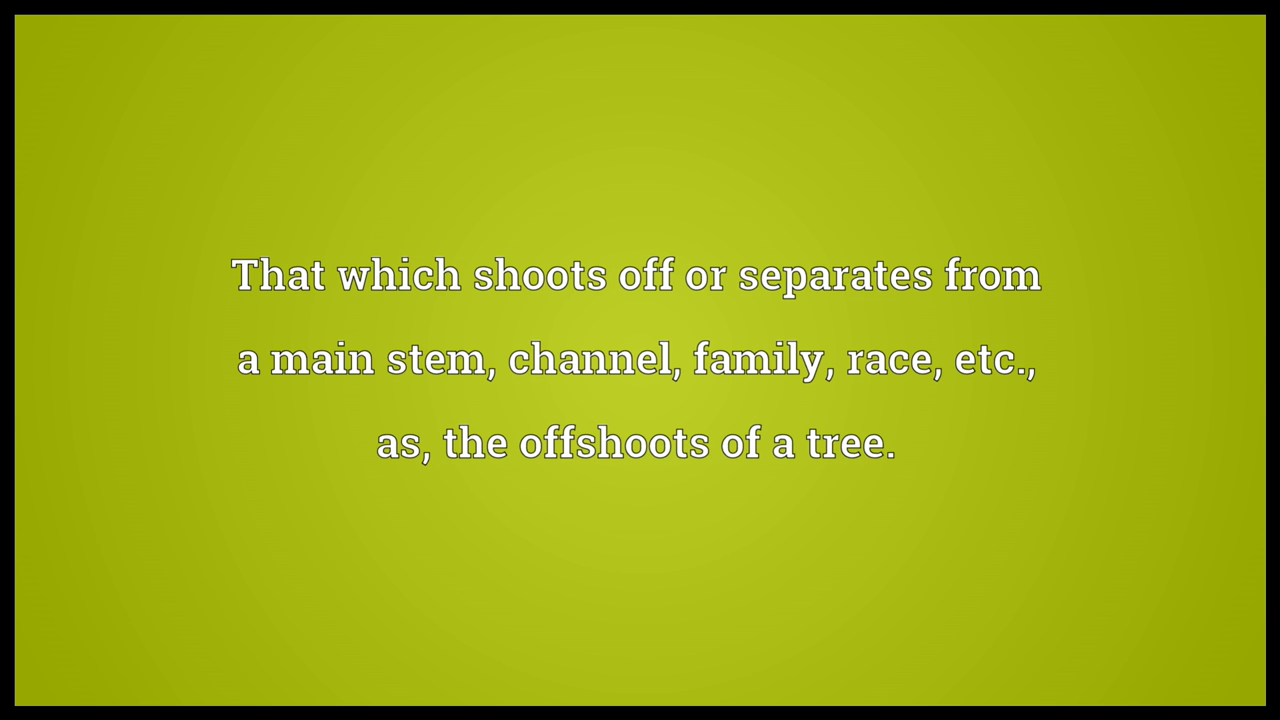 That which shoots off or separates from
a main stem, channel, family, race, etc.,
as, the offshoots of a tree.